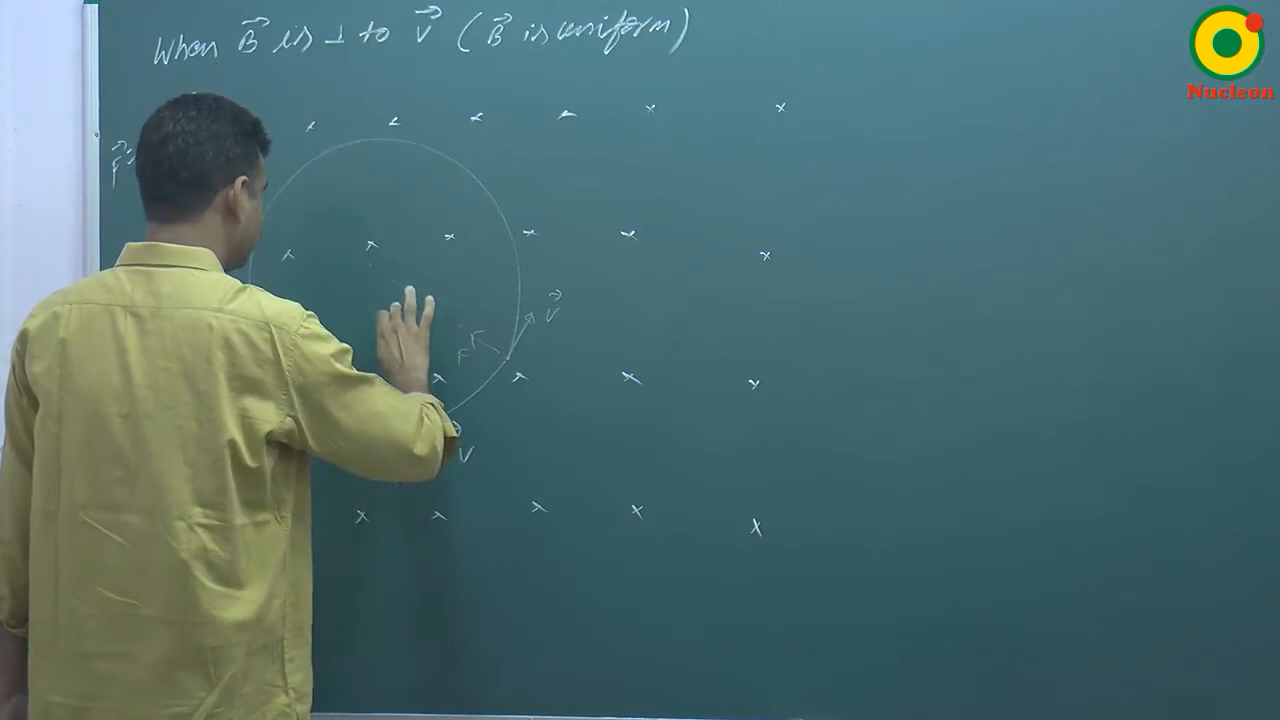 When B⃗ is ⊥ to V⃗ (B⃗ is uniform)
Nucleon
F⃗ =
V⃗
F
V